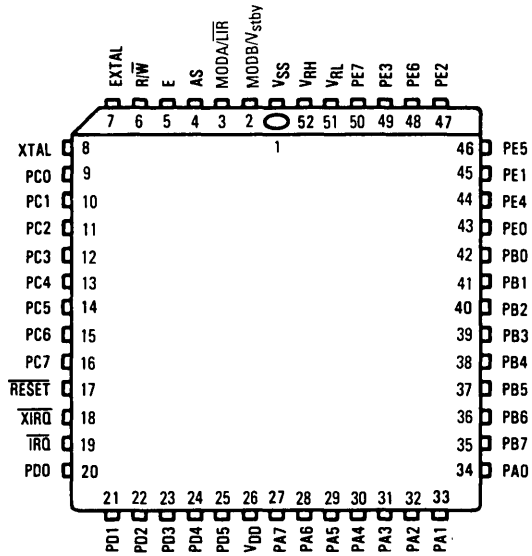 EXTAL R/W̅ E AS MODA/L̅I̅R̅ MODB/Vstby VSS VRH VRL PE7 PE3 PE6 PE2
7 6 5 4 3 2 52 51 50 49 48 47
1
XTAL 8 46 PE5
PC0 9 45 PE1
PC1 10 44 PE4
PC2 11 43 PE0
PC3 12 42 PB0
PC4 13 41 PB1
PC5 14 40 PB2
PC6 15 39 PB3
PC7 16 38 PB4
R̅E̅S̅E̅T̅ 17 37 PB5
X̅I̅R̅Q̅ 18 36 PB6
I̅R̅Q̅ 19 35 PB7
PD0 20 34 PA0
21 22 23 24 25 26 27 28 29 30 31 32 33
PD1 PD2 PD3 PD4 PD5 VDD PA7 PA6 PA5 PA4 PA3 PA2 PA1